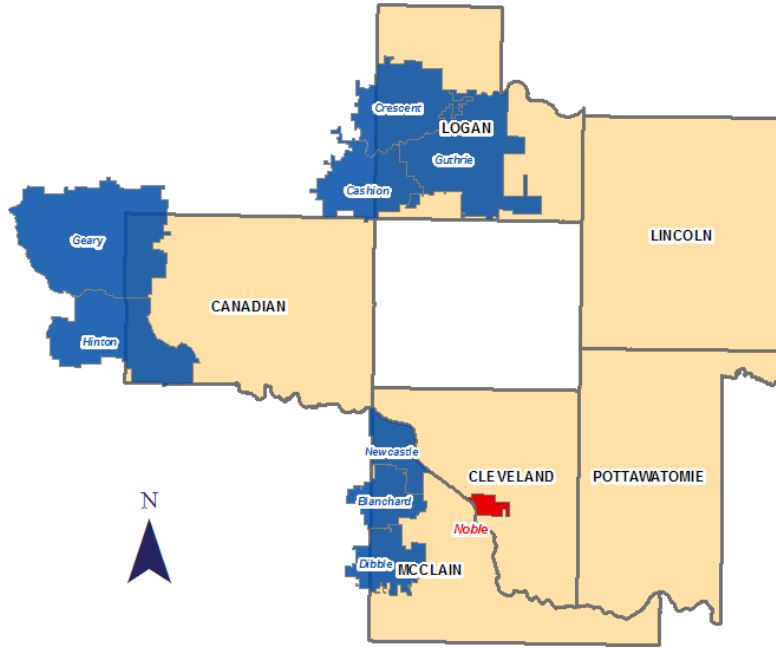 Crescent
LOGAN
Guthrie
Cashion
Geary
LINCOLN
CANADIAN
Hinton
Newcastle
CLEVELAND
POTTAWATOMIE
Blanchard
N
Noble
Dibble
MCCLAIN